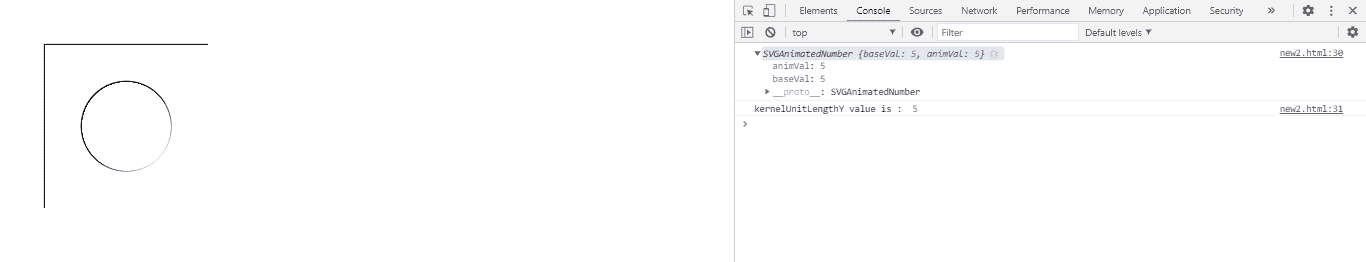 Elements Console Sources Network Performance Memory Application Security »
top Filter Default levels
SVGAnimatedNumber {baseVal: 5, animVal: 5} new2.html:30
animVal: 5
baseVal: 5
__proto__: SVGAnimatedNumber
kernelUnitLengthY value is : 5 new2.html:31